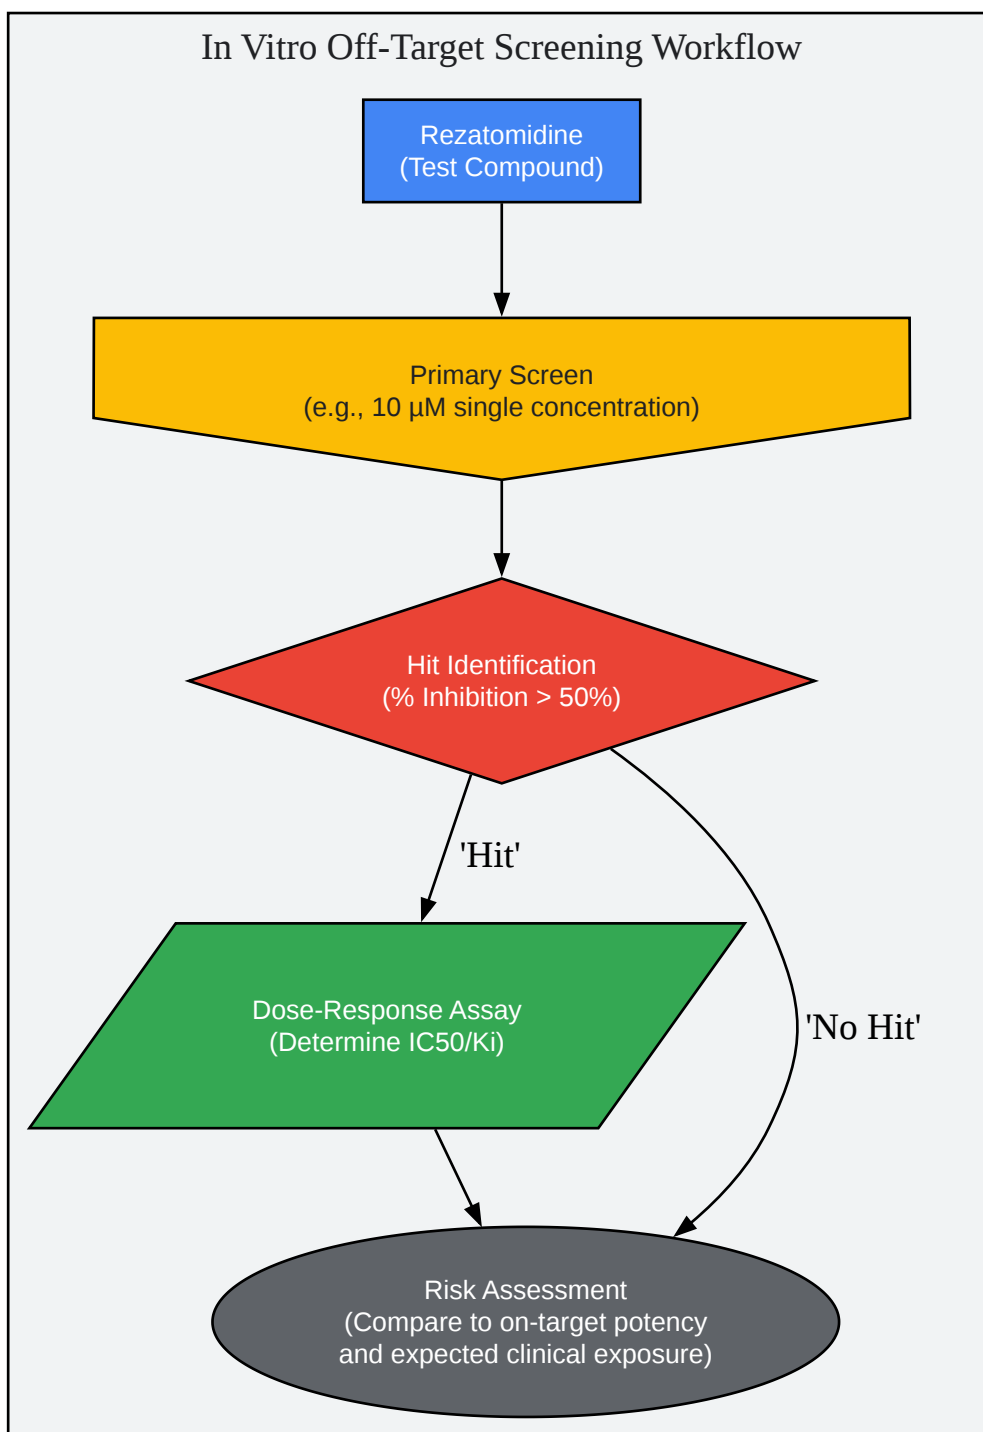 In Vitro Off-Target Screening Workflow
Rezatomidine
(Test Compound)
Primary Screen
(e.g., 10 µM single concentration)
Hit Identification
(% Inhibition > 50%)
'Hit'
Dose-Response Assay
(Determine IC50/Ki)
'No Hit'
Risk Assessment
(Compare to on-target potency
and expected clinical exposure)